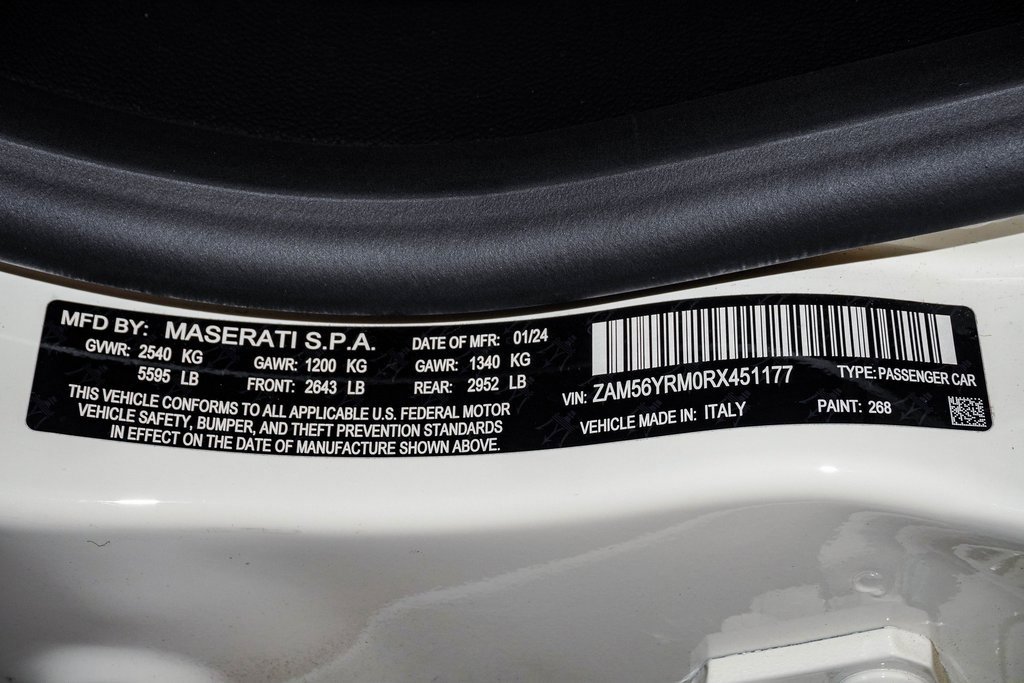 MFD BY: MASERATI S.P.A. DATE OF MFR: 01/24
GVWR: 2540 KG GAWR: 1200 KG GAWR: 1340 KG
5595 LB FRONT: 2643 LB REAR: 2952 LB
THIS VEHICLE CONFORMS TO ALL APPLICABLE U.S. FEDERAL MOTOR
VEHICLE SAFETY, BUMPER, AND THEFT PREVENTION STANDARDS
IN EFFECT ON THE DATE OF MANUFACTURE SHOWN ABOVE.
VIN: ZAM56YRM0RX451177 TYPE: PASSENGER CAR
VEHICLE MADE IN: ITALY PAINT: 268